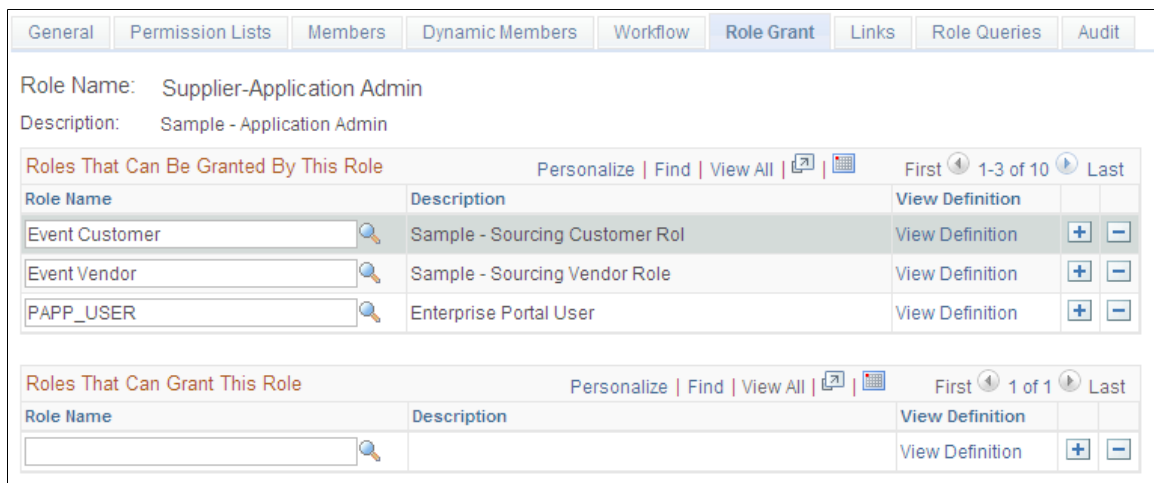 General Permission Lists Members Dynamic Members Workflow Role Grant Links Role Queries Audit
Role Name: Supplier-Application Admin
Description: Sample - Application Admin
Roles That Can Be Granted By This Role Personalize | Find | View All | | First 1-3 of 10 Last
Role Name Description View Definition
Event Customer Sample - Sourcing Customer Rol View Definition + -
Event Vendor Sample - Sourcing Vendor Role View Definition + -
PAPP_USER Enterprise Portal User View Definition + -
Roles That Can Grant This Role Personalize | Find | View All | | First 1 of 1 Last
Role Name Description View Definition
View Definition + -